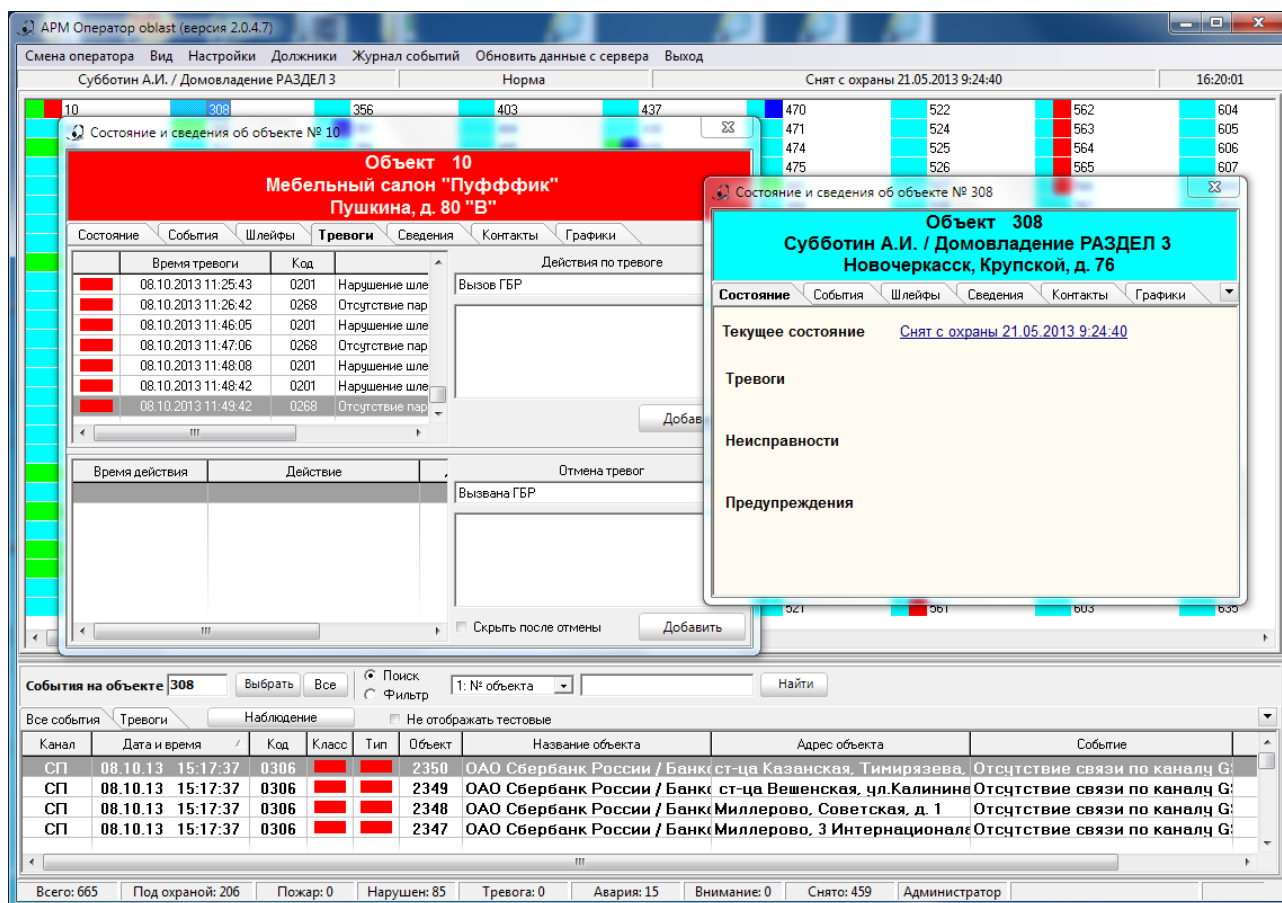 АРМ Оператор oblast (версия 2.0.4.7)
Смена оператора Вид Настройки Должники Журнал событий Обновить данные с сервера Выход
Субботин А.И. / Домовладение РАЗДЕЛ 3 Норма Снят с охраны 21.05.2013 9:24:40 16:20:01
10 308 356 403 437 470 522 562 604
471 524 563 605
474 525 564 606
475 526 565 607
Состояние и сведения об объекте № 10
Объект 10
Мебельный салон "Пуфффик"
Пушкина, д. 80 "В"
Состояние События Шлейфы Тревоги Сведения Контакты Графики
Время тревоги Код
08.10.2013 11:25:43 0201 Нарушение шле
08.10.2013 11:26:42 0268 Отсутствие пар
08.10.2013 11:46:05 0201 Нарушение шле
08.10.2013 11:47:06 0268 Отсутствие пар
08.10.2013 11:48:08 0201 Нарушение шле
08.10.2013 11:48:42 0201 Нарушение шле
08.10.2013 11:49:42 0268 Отсутствие пар
Действия по тревоге
Вызов ГБР
Добав
Время действия Действие
Отмена тревог
Вызвана ГБР
Скрыть после отмены Добавить
Состояние и сведения об объекте № 308
Объект 308
Субботин А.И. / Домовладение РАЗДЕЛ 3
Новочеркасск, Крупской, д. 76
Состояние События Шлейфы Сведения Контакты Графики
Текущее состояние Снят с охраны 21.05.2013 9:24:40
Тревоги
Неисправности
Предупреждения
521 561 603 635
События на объекте 308 Выбрать Все Поиск Фильтр 1: № объекта Найти
Все события Тревоги Наблюдение Не отображать тестовые
Канал Дата и время Код Класс Тип Объект Название объекта Адрес объекта Событие
СП 08.10.13 15:17:37 0306 2350 ОАО Сбербанк России / Банко ст-ца Казанская, Тимирязева, Отсутствие связи по каналу G
СП 08.10.13 15:17:37 0306 2349 ОАО Сбербанк России / Банко ст-ца Вешенская, ул.Калинина Отсутствие связи по каналу G
СП 08.10.13 15:17:37 0306 2348 ОАО Сбербанк России / Банко Миллерово, Советская, д. 1 Отсутствие связи по каналу G
СП 08.10.13 15:17:37 0306 2347 ОАО Сбербанк России / Банко Миллерово, 3 Интернационала Отсутствие связи по каналу G
Всего: 665 Под охраной: 206 Пожар: 0 Нарушен: 85 Тревога: 0 Авария: 15 Внимание: 0 Снято: 459 Администратор